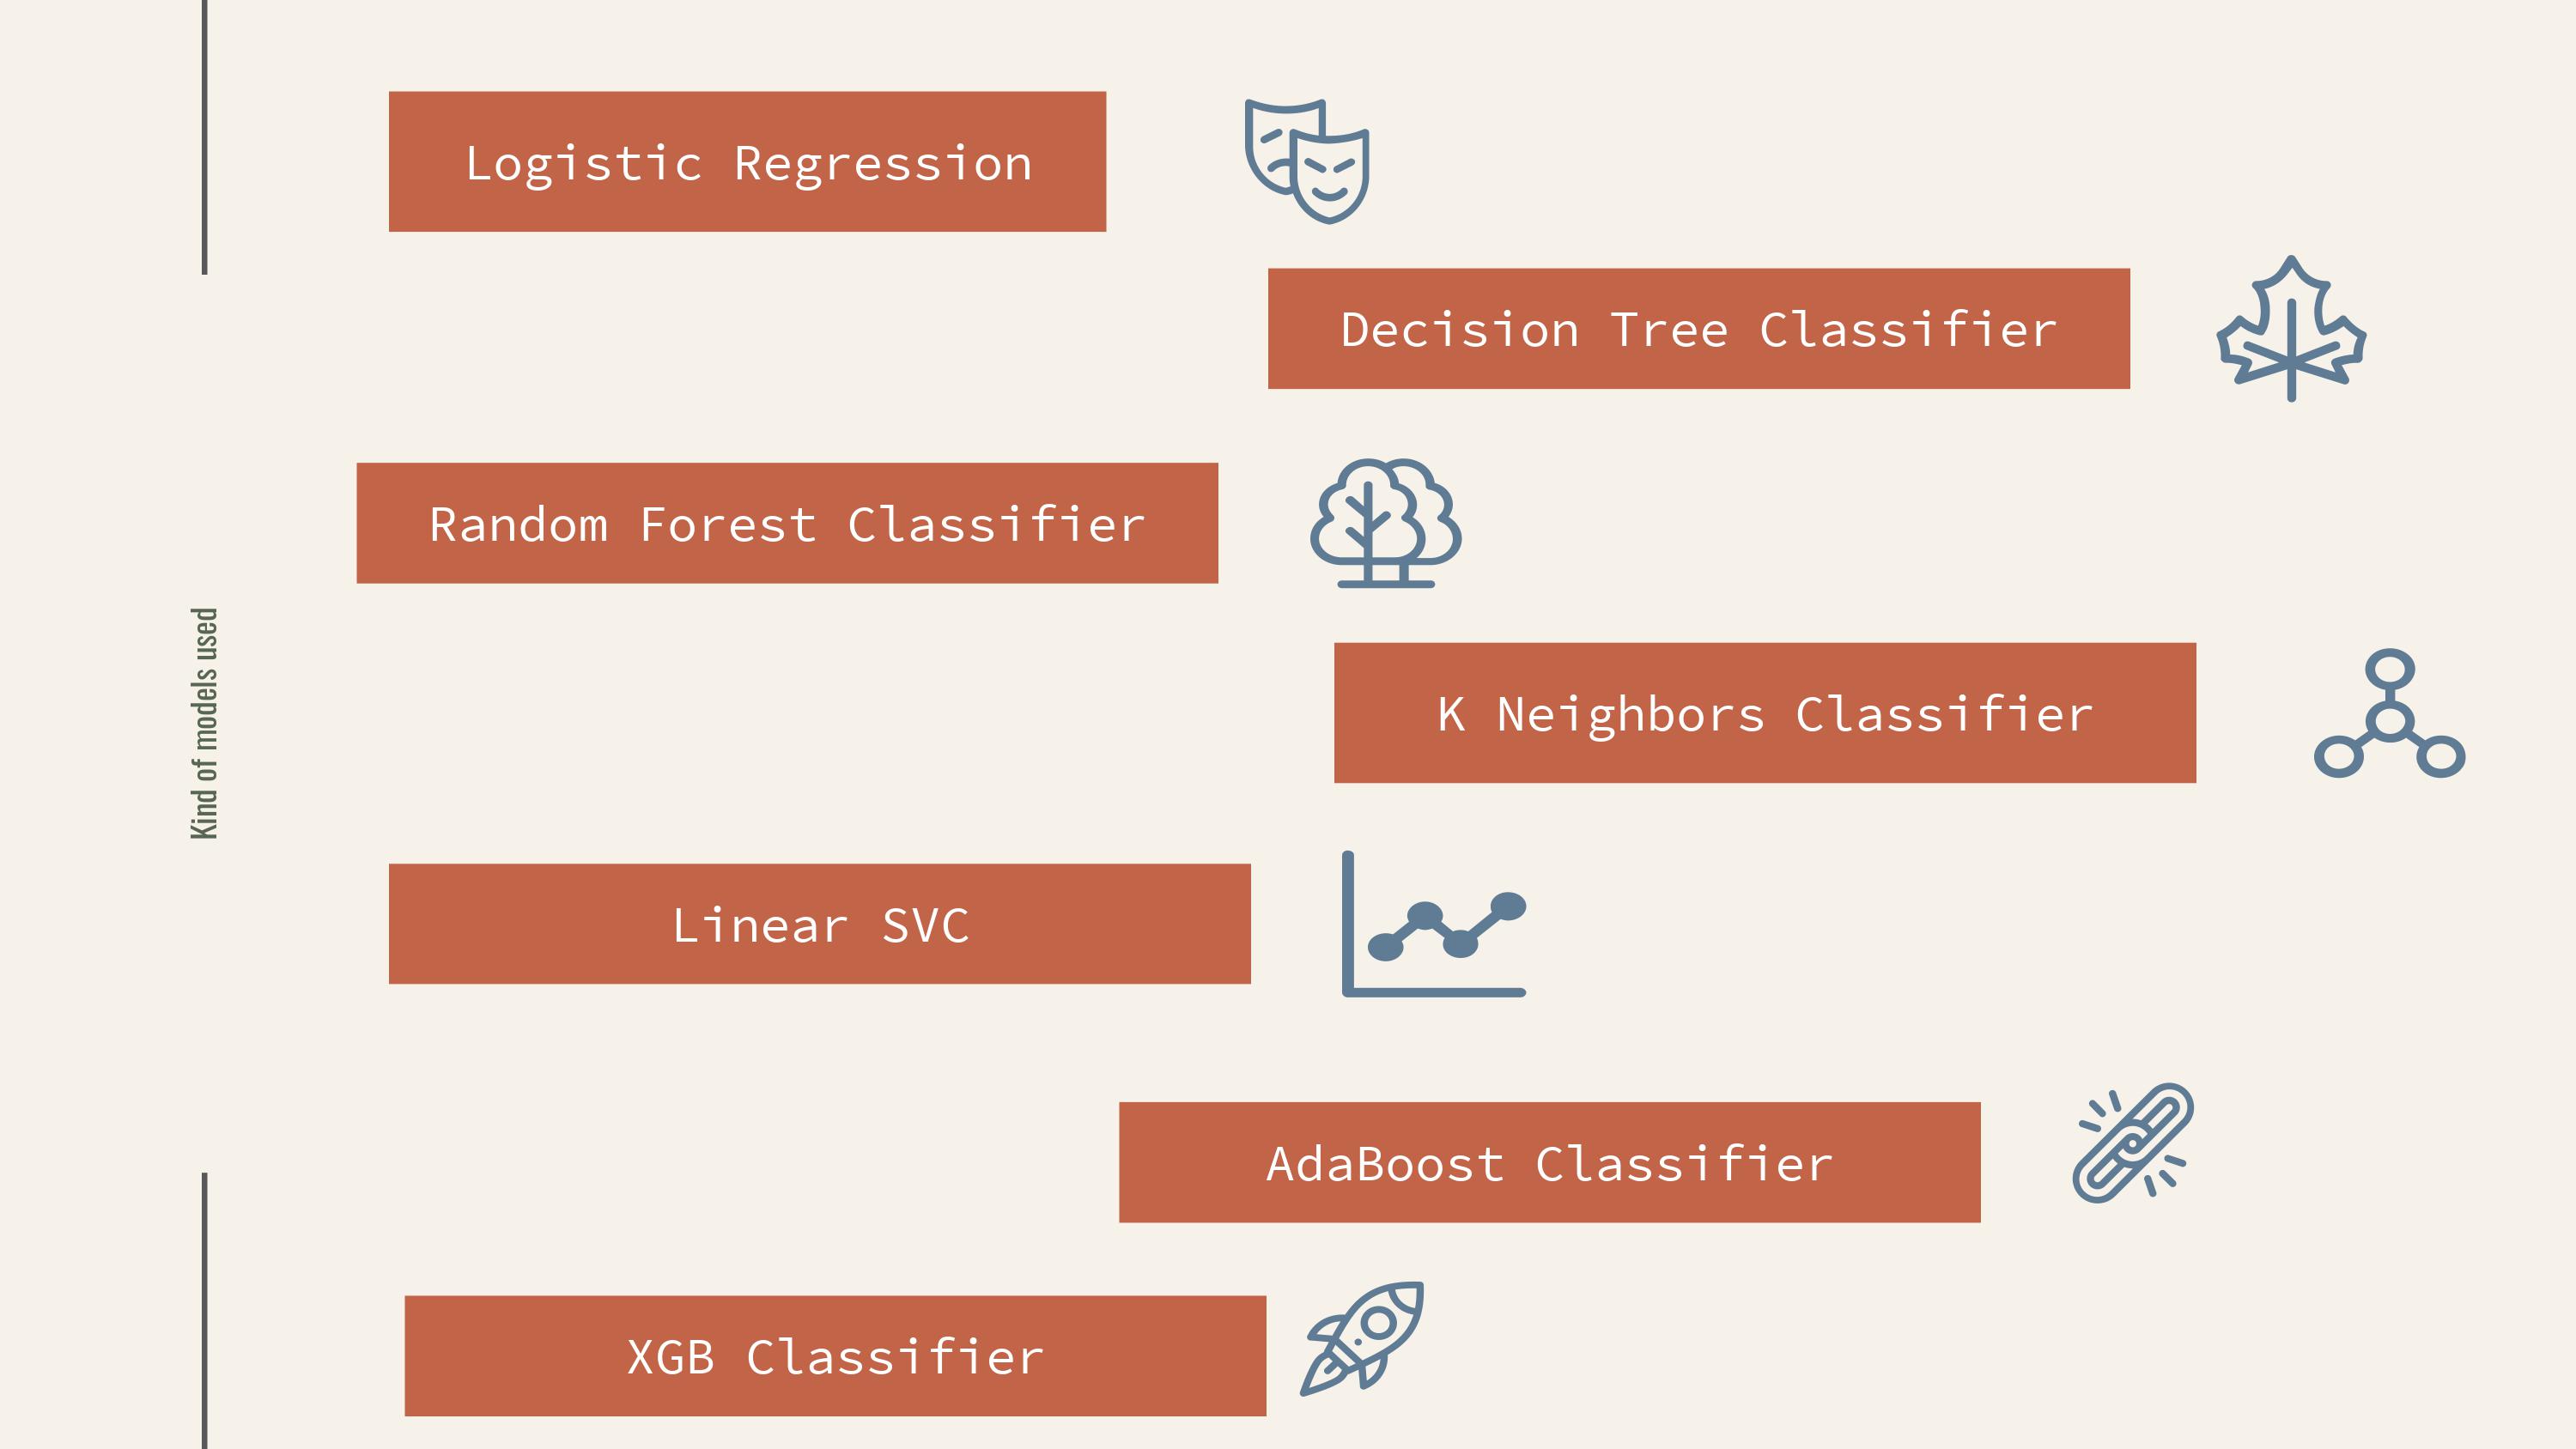 Logistic Regression
Decision Tree Classifier
Random Forest Classifier
Kind of models used
K Neighbors Classifier
Linear SVC
AdaBoost Classifier
XGB Classifier